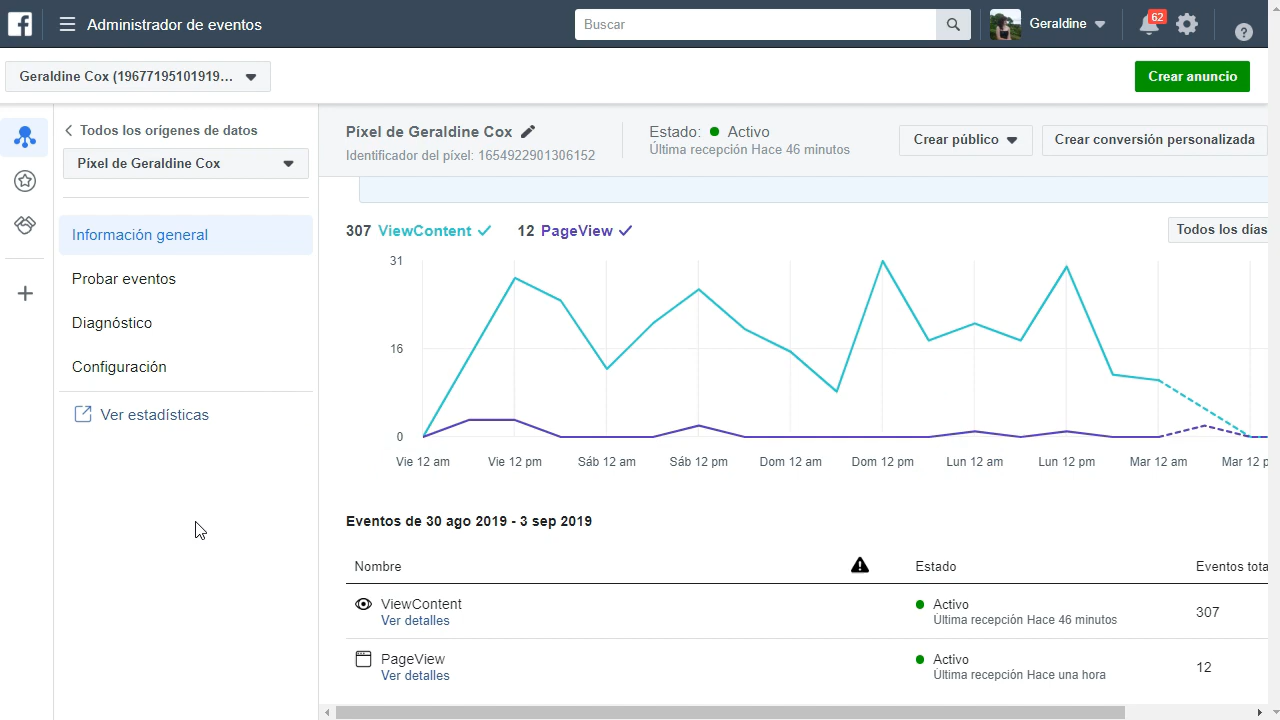 Administrador de eventos
Buscar
Geraldine
62
?
Geraldine Cox (19677195101919...
Crear anuncio
Todos los orígenes de datos
Píxel de Geraldine Cox
Información general
Probar eventos
Diagnóstico
Configuración
Ver estadísticas
Píxel de Geraldine Cox
Identificador del píxel: 1654922901306152
Estado: Activo
Última recepción Hace 46 minutos
Crear público
Crear conversión personalizada
307 ViewContent
12 PageView
Todos los días
31
16
0
Vie 12 am
Vie 12 pm
Sáb 12 am
Sáb 12 pm
Dom 12 am
Dom 12 pm
Lun 12 am
Lun 12 pm
Mar 12 am
Mar 12 p
Eventos de 30 ago 2019 - 3 sep 2019
Nombre
Estado
Eventos tota
ViewContent
Ver detalles
Activo
Última recepción Hace 46 minutos
307
PageView
Ver detalles
Activo
Última recepción Hace una hora
12